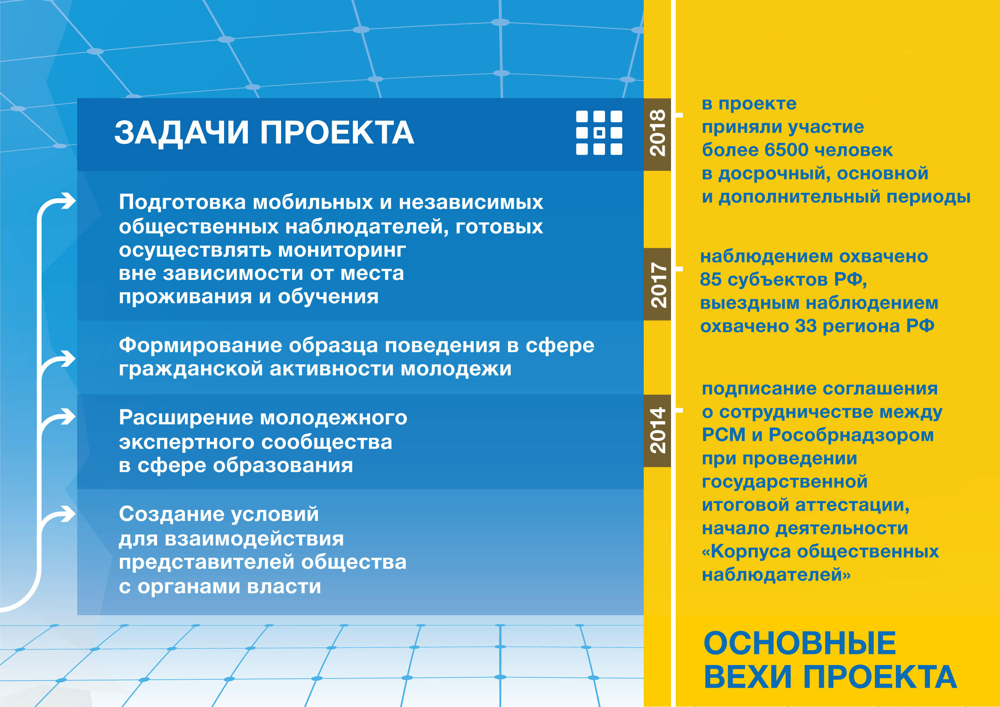 ЗАДАЧИ ПРОЕКТА
Подготовка мобильных и независимых
общественных наблюдателей, готовых
осуществлять мониторинг
вне зависимости от места
проживания и обучения
Формирование образца поведения в сфере
гражданской активности молодежи
Расширение молодежного
экспертного сообщества
в сфере образования
Создание условий
для взаимодействия
представителей общества
с органами власти
2018
в проекте
приняли участие
более 6500 человек
в досрочный, основной
и дополнительный периоды
2017
наблюдением охвачено
85 субъектов РФ,
выездным наблюдением
охвачено 33 региона РФ
2014
подписание соглашения
о сотрудничестве между
РСМ и Рособрнадзором
при проведении
государственной
итоговой аттестации,
начало деятельности
«Корпуса общественных
наблюдателей»
ОСНОВНЫЕ
ВЕХИ ПРОЕКТА